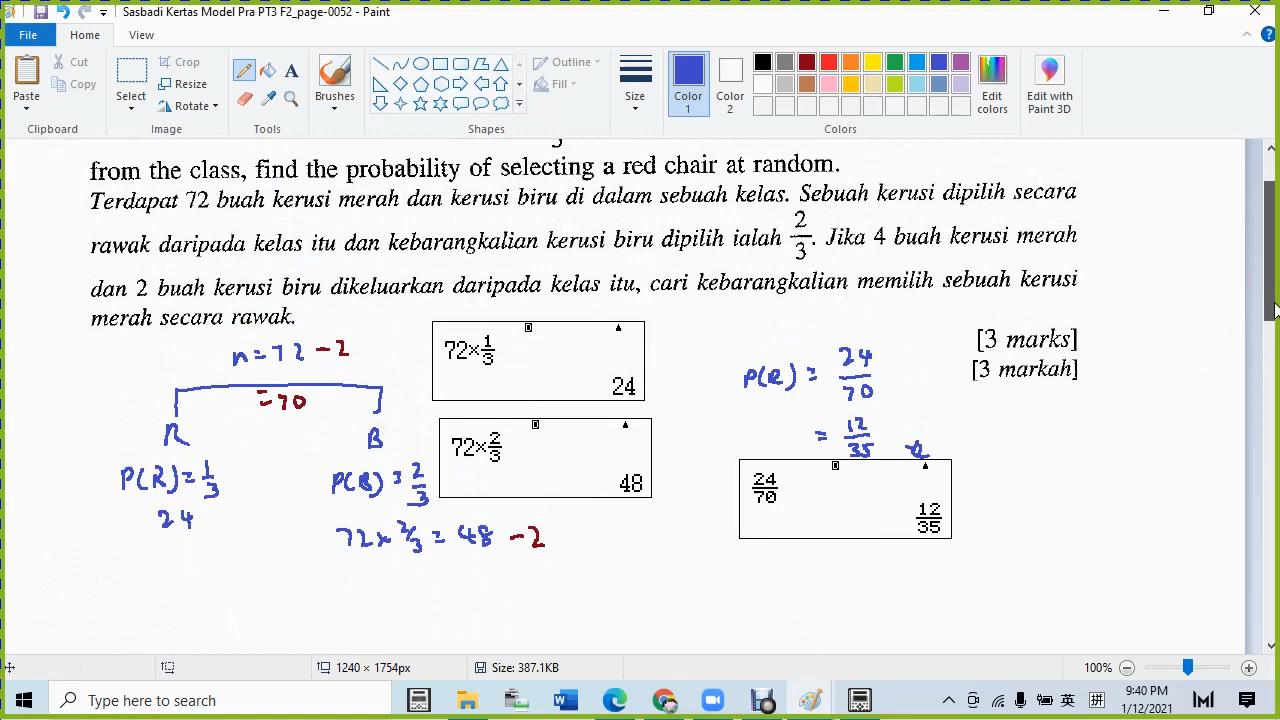 Sasbadi Kertas Model Pra PT3 F2_page-0052 - Paint
File Home View
Paste Cut Copy Clipboard
Select Crop Resize Rotate Image
A Tools
Brushes
Outline Fill Shapes
Size
Color 1 Color 2 Edit colors Edit with Paint 3D Colors
3
from the class, find the probability of selecting a red chair at random.
Terdapat 72 buah kerusi merah dan kerusi biru di dalam sebuah kelas. Sebuah kerusi dipilih secara
rawak daripada kelas itu dan kebarangkalian kerusi biru dipilih ialah 2/3. Jika 4 buah kerusi merah
dan 2 buah kerusi biru dikeluarkan daripada kelas itu, cari kebarangkalian memilih sebuah kerusi
merah secara rawak.
[3 marks]
[3 markah]
n = 72 - 2
= 70
R B
P(R) = 1/3
24
P(B) = 2/3
72 x 2/3 = 48 - 2
72×1/3
24
72×2/3
48
P(R) = 24/70
= 12/35
24/70
12/35
1240 × 1754px Size: 387.1KB 100%
Type here to search
英 拼 9:40 PM
1/12/2021